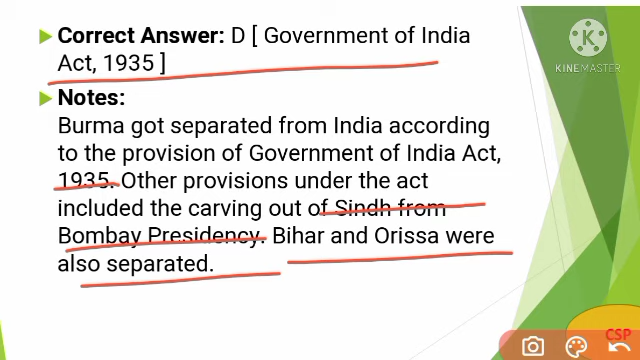 Correct Answer: D [ Government of India
Act, 1935 ]
Notes:
Burma got separated from India according
to the provision of Government of India Act,
1935. Other provisions under the act
included the carving out of Sindh from
Bombay Presidency. Bihar and Orissa were
also separated.
KINEMASTER
CSP